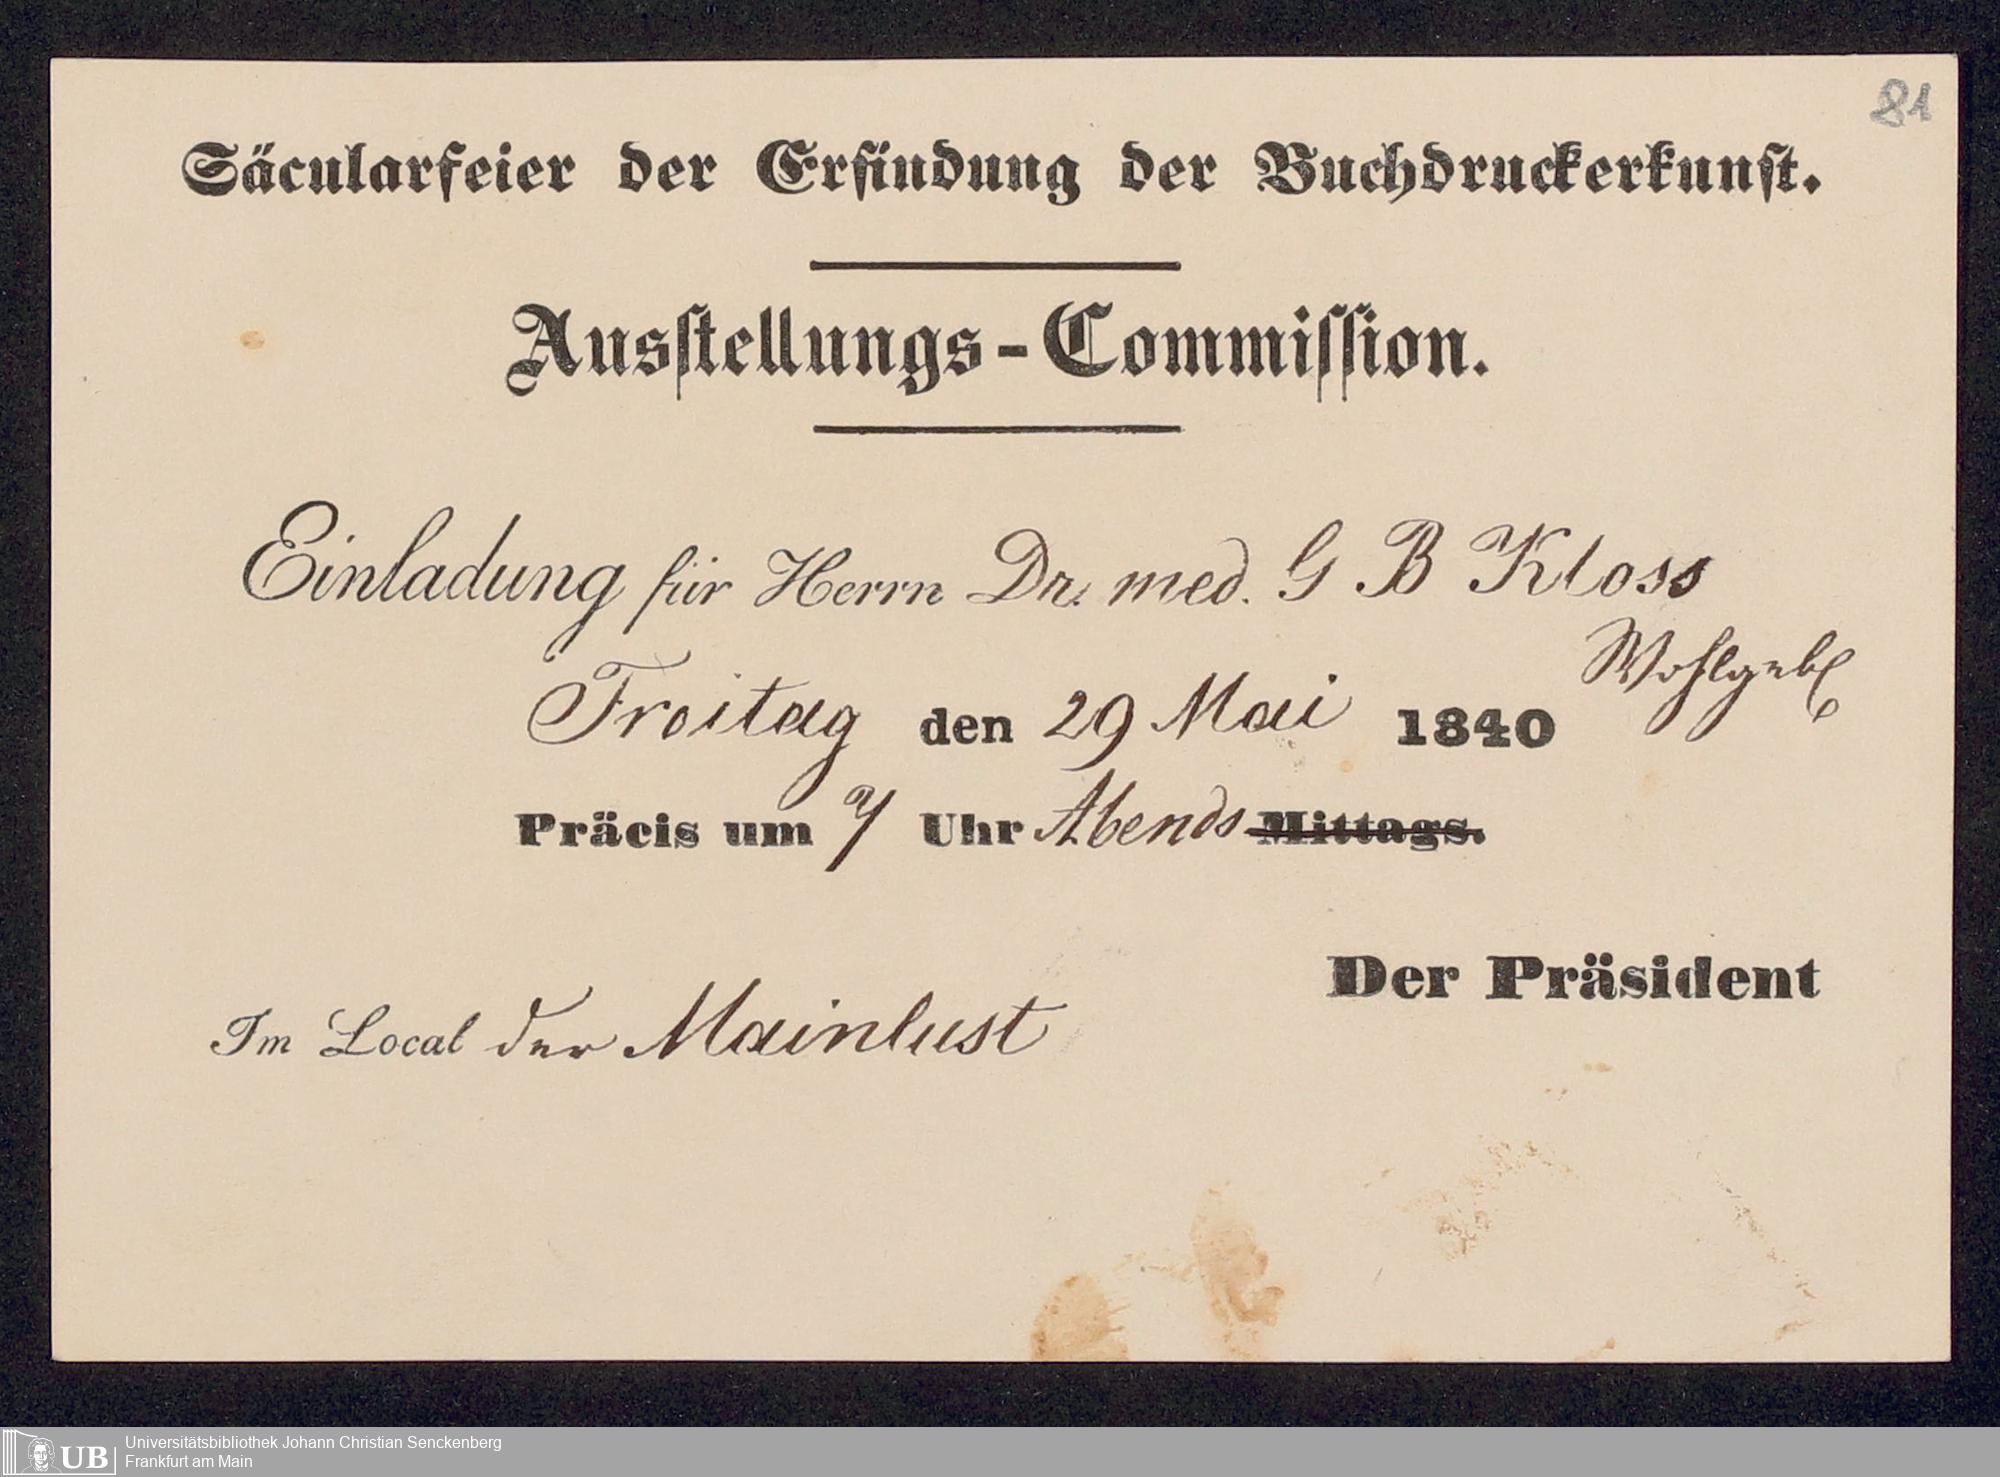 81
Säcularfeier der Erfindung der Buchdruckerkunst.
Ausstellungs-Commission.
Einladung für Herrn Dr. med. G B Kloss
Wohlgeb
Freitag den 29 Mai 1840
Präcis um 7 Uhr Abends Mittags.
Der Präsident
Im Local der Mainlust
UB
Universitätsbibliothek Johann Christian Senckenberg
Frankfurt am Main